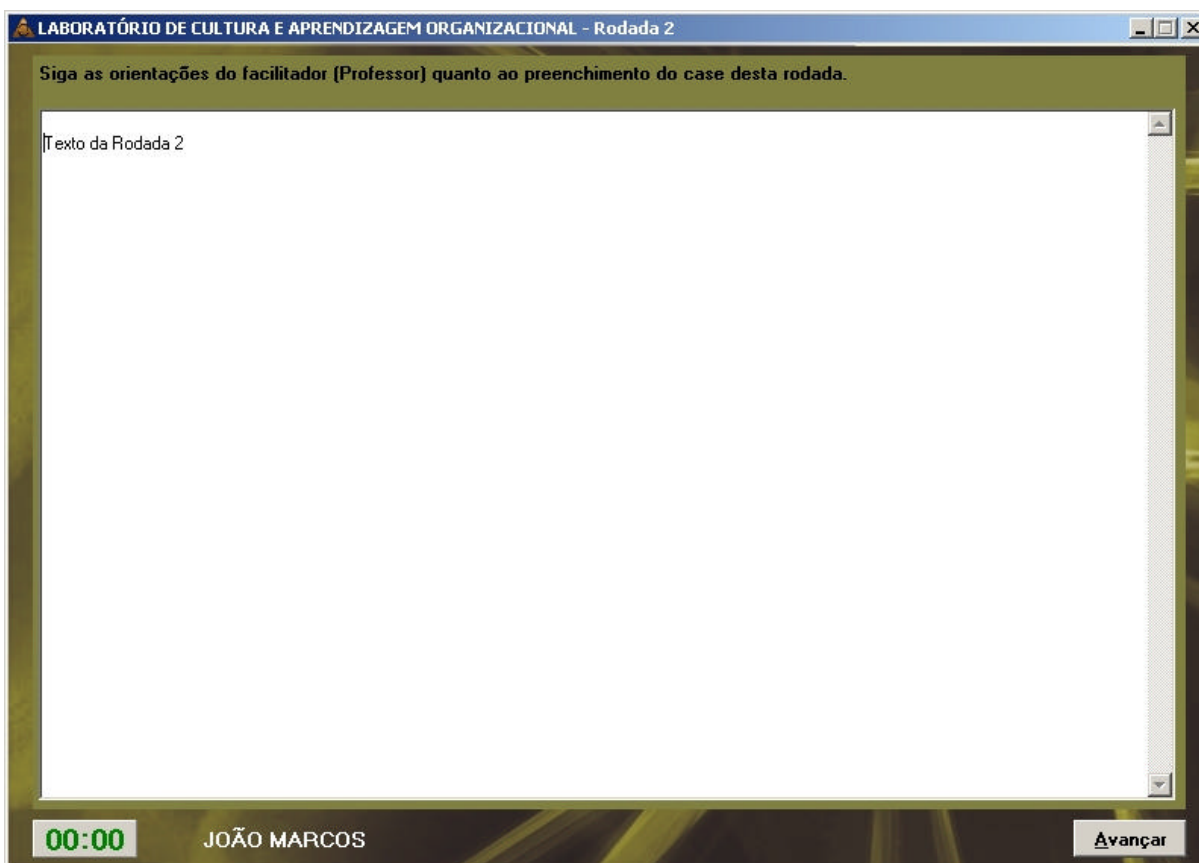 LABORATÓRIO DE CULTURA E APRENDIZAGEM ORGANIZACIONAL - Rodada 2
Siga as orientações do facilitador (Professor) quanto ao preenchimento do case desta rodada.
Texto da Rodada 2
00:00
JOÃO MARCOS
Avançar